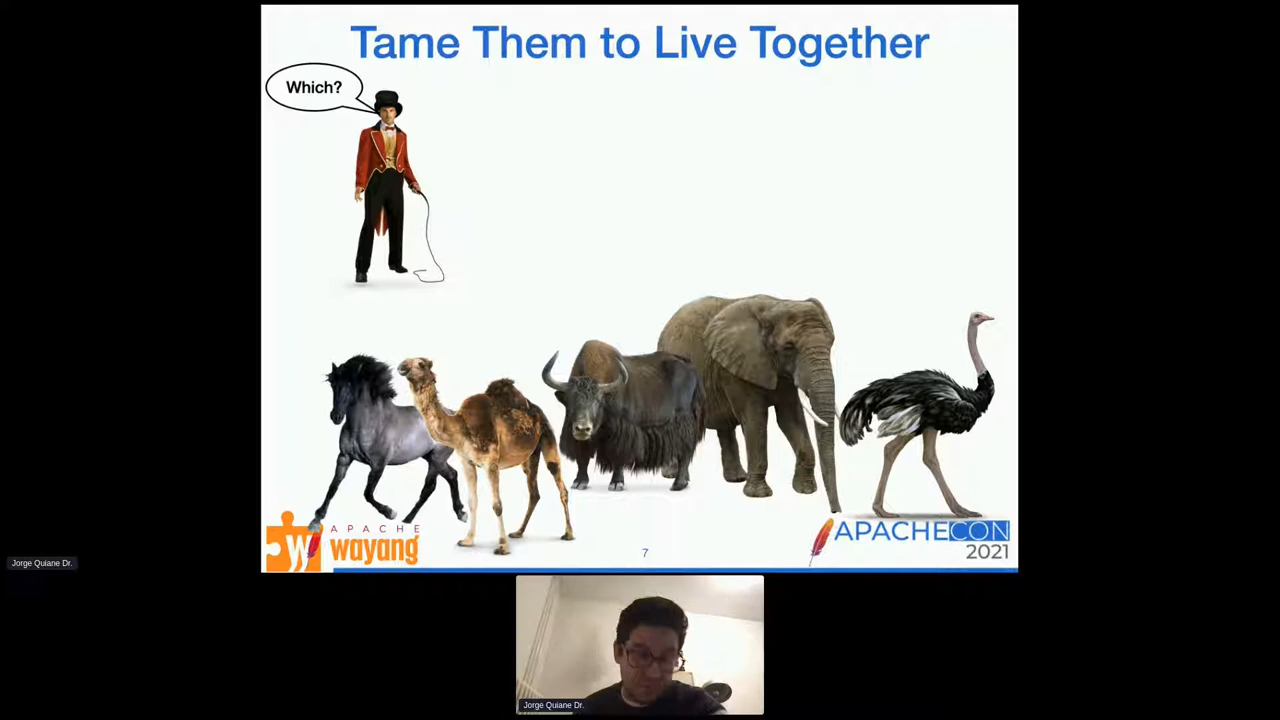 Tame Them to Live Together
Which?
APACHE
wayang
7
APACHECON
2021
Jorge Quiane Dr.
Jorge Quiane Dr.